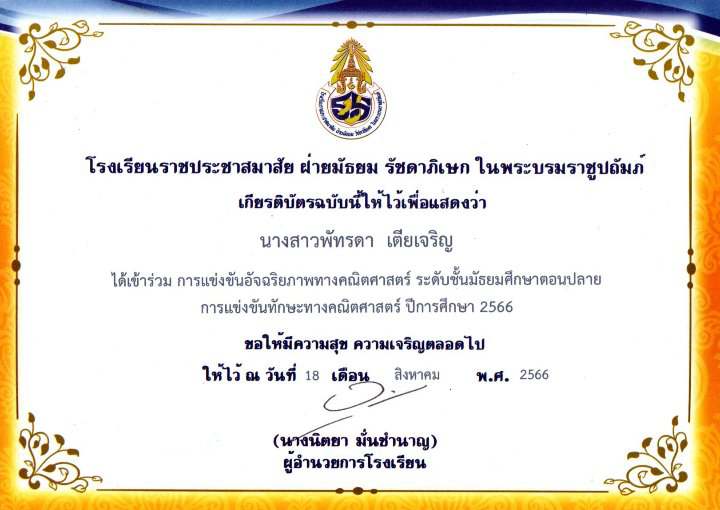 โรงเรียนราชประชาสมาสัย ฝ่ายมัธยม รัชดาภิเษก ในพระบรมราชูปถัมภ์
เกียรติบัตรฉบับนี้ให้ไว้เพื่อแสดงว่า
นางสาวพัทรดา เตียเจริญ
ได้เข้าร่วม การแข่งขันอัจฉริยภาพทางคณิตศาสตร์ ระดับชั้นมัธยมศึกษาตอนปลาย
การแข่งขันทักษะทางคณิตศาสตร์ ปีการศึกษา 2566
ขอให้มีความสุข ความเจริญตลอดไป
ให้ไว้ ณ วันที่ 18 เดือน สิงหาคม พ.ศ. 2566
(นางนิตยา มั่นชำนาญ)
ผู้อำนวยการโรงเรียน